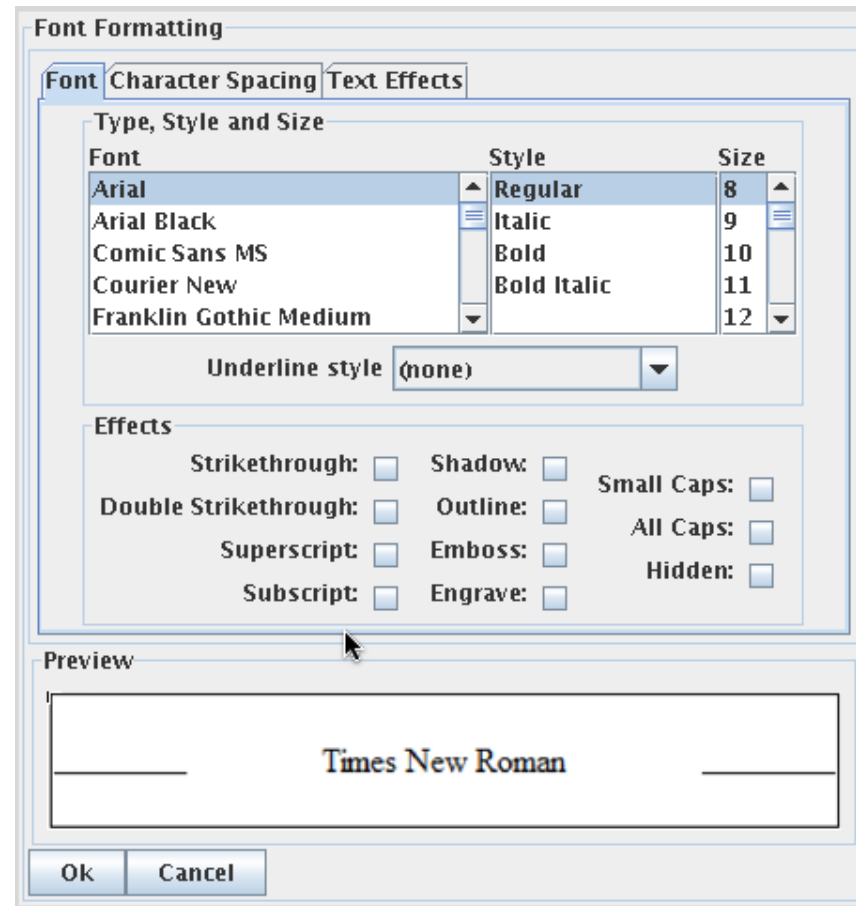 Font Formatting
Font Character Spacing Text Effects
Type, Style and Size
Font Style Size
Arial Regular 8
Arial Black Italic 9
Comic Sans MS Bold 10
Courier New Bold Italic 11
Franklin Gothic Medium 12
Underline style (none)
Effects
Strikethrough: Shadow: Small Caps:
Double Strikethrough: Outline: All Caps:
Superscript: Emboss: Hidden:
Subscript: Engrave:
Preview
Times New Roman
Ok Cancel